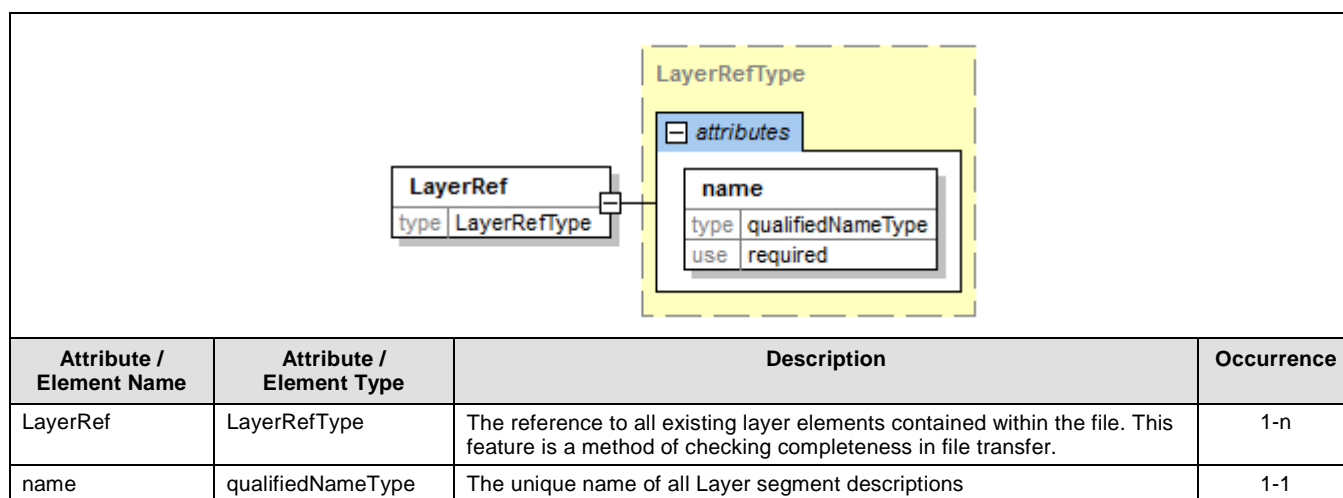 LayerRefType
attributes
LayerRef
type LayerRefType
name
type qualifiedNameType
use required
Attribute / Element Name
Attribute / Element Type
Description
Occurrence
LayerRef
LayerRefType
The reference to all existing layer elements contained within the file. This
feature is a method of checking completeness in file transfer.
1-n
name
qualifiedNameType
The unique name of all Layer segment descriptions
1-1